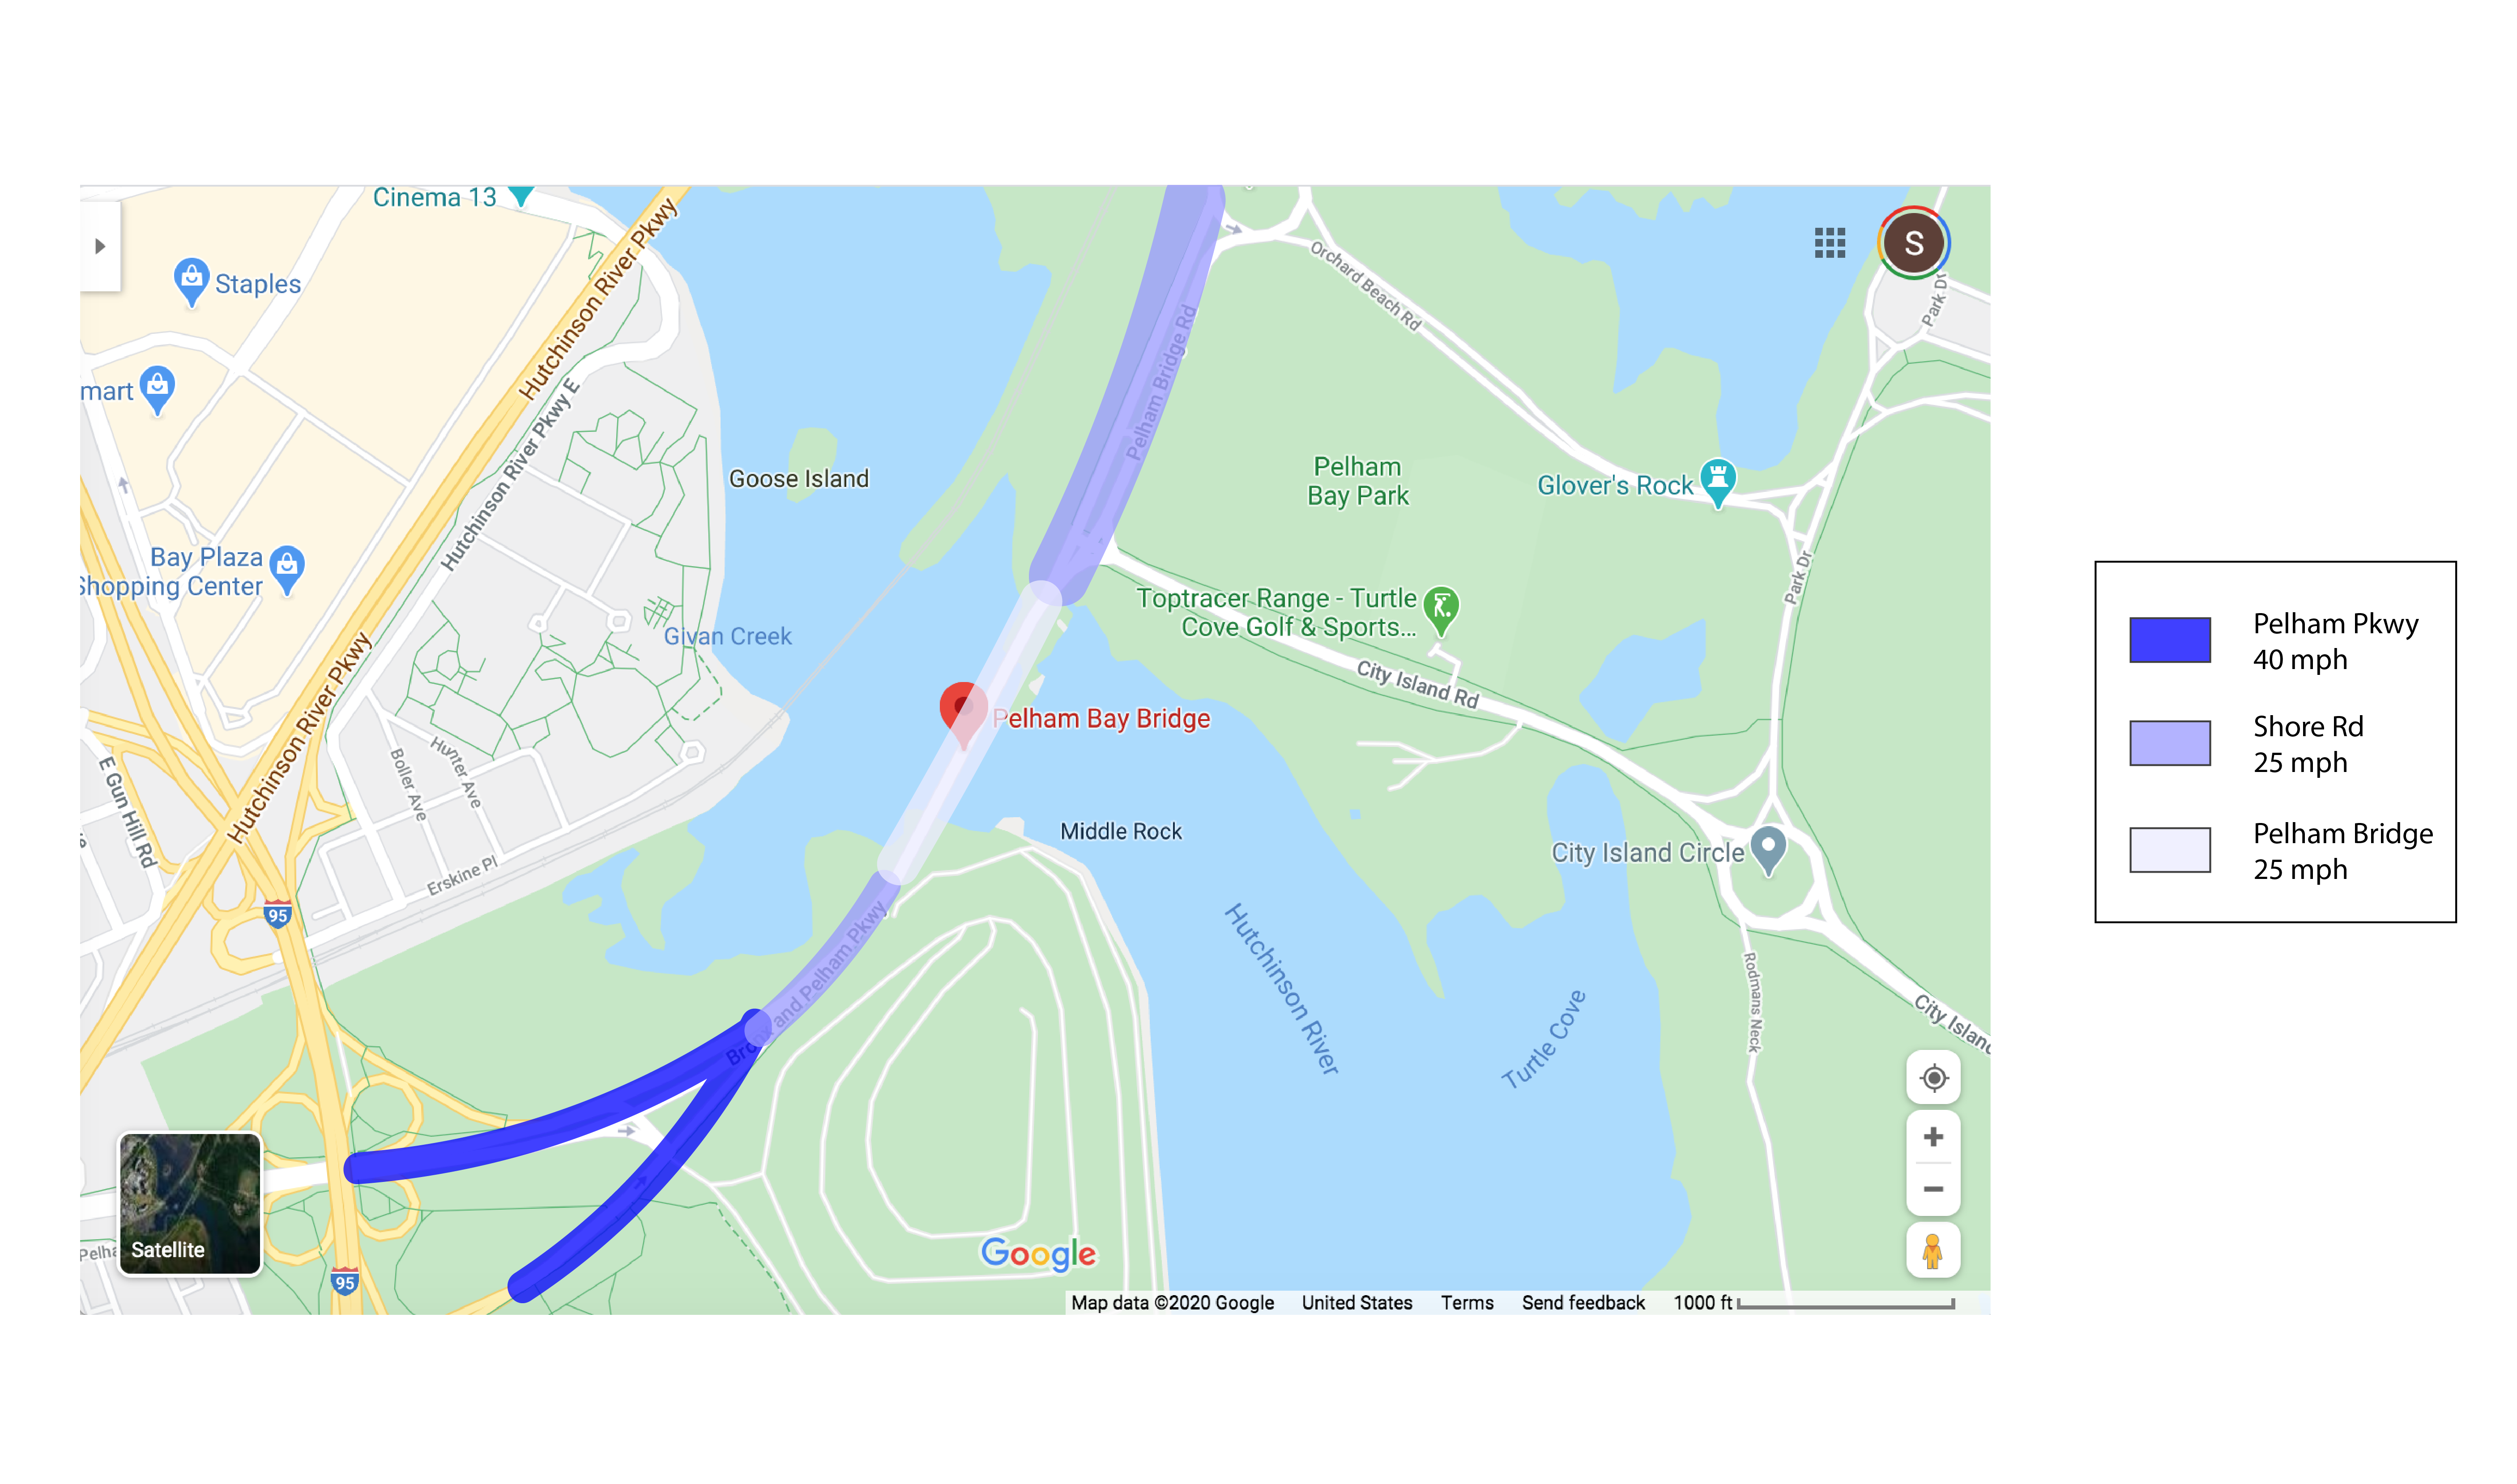 Cinema 13
Staples
mart
Bay Plaza
Shopping Center
Hutchinson River Pkwy
Hutchinson River Pkwy E
Hutchinson River Pkwy
E Gun Hill Rd
Boller Ave
Hunter Ave
Erskine Pl
95
95
Goose Island
Givan Creek
Pelham Bridge Rd
Orchard Beach Rd
S
Park Dr
Pelham
Bay Park
Glover's Rock
Park Dr
Toptracer Range - Turtle
Cove Golf & Sports...
City Island Rd
Pelham Bay Bridge
Middle Rock
City Island Circle
Hutchinson River
Turtle Cove
Rodmans Neck
City Island
Bronx and Pelham Pkwy
Satellite
Pelha
Google
Map data ©2020 Google United States Terms Send feedback 1000 ft
Pelham Pkwy
40 mph
Shore Rd
25 mph
Pelham Bridge
25 mph